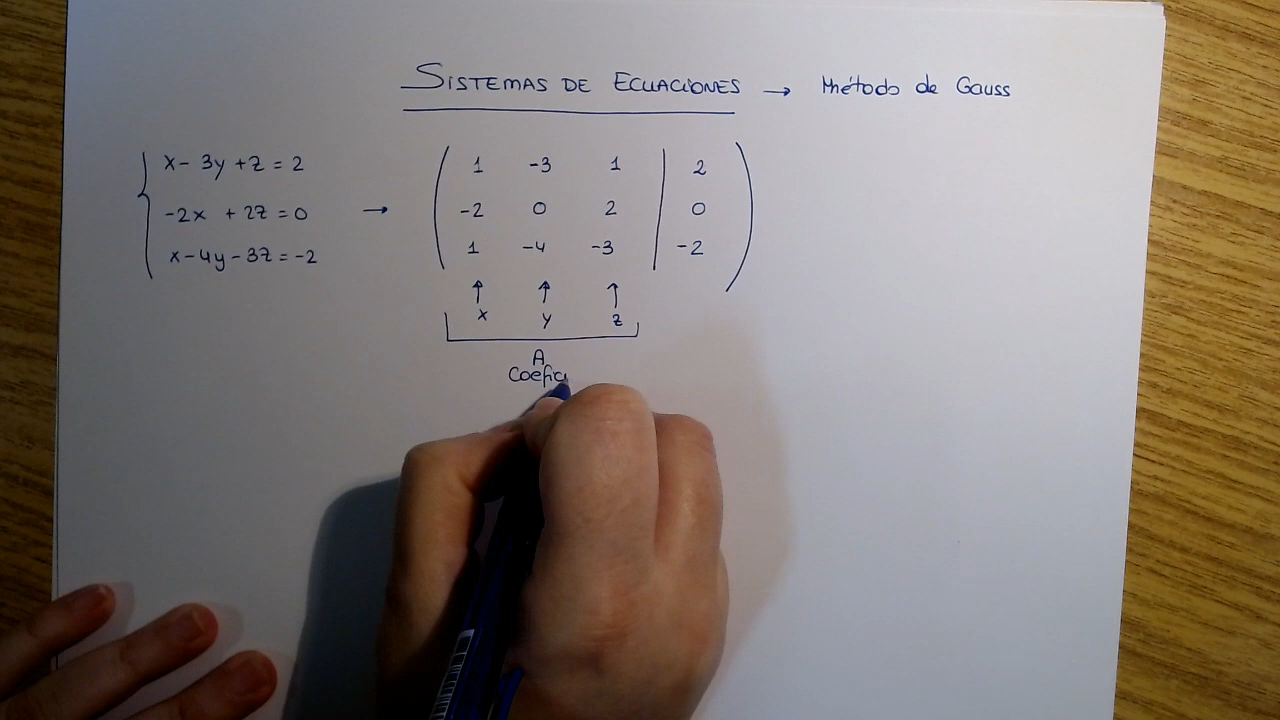 SISTEMAS DE ECUACIONES → Método de Gauss
x - 3y + z = 2
-2x + 2z = 0
x - 4y - 3z = -2
→
1 -3 1 | 2
-2 0 2 | 0
1 -4 -3 | -2
↑ ↑ ↑
x y z
A
Coefici